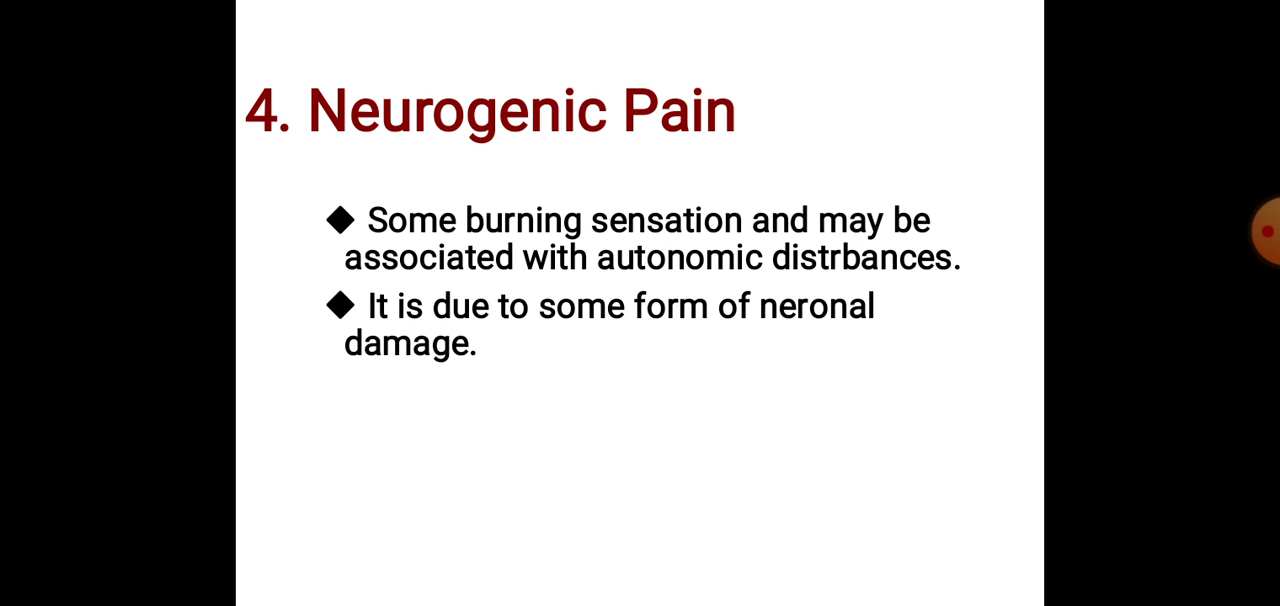 4. Neurogenic Pain
◆ Some burning sensation and may be
associated with autonomic distrbances.
◆ It is due to some form of neronal
damage.